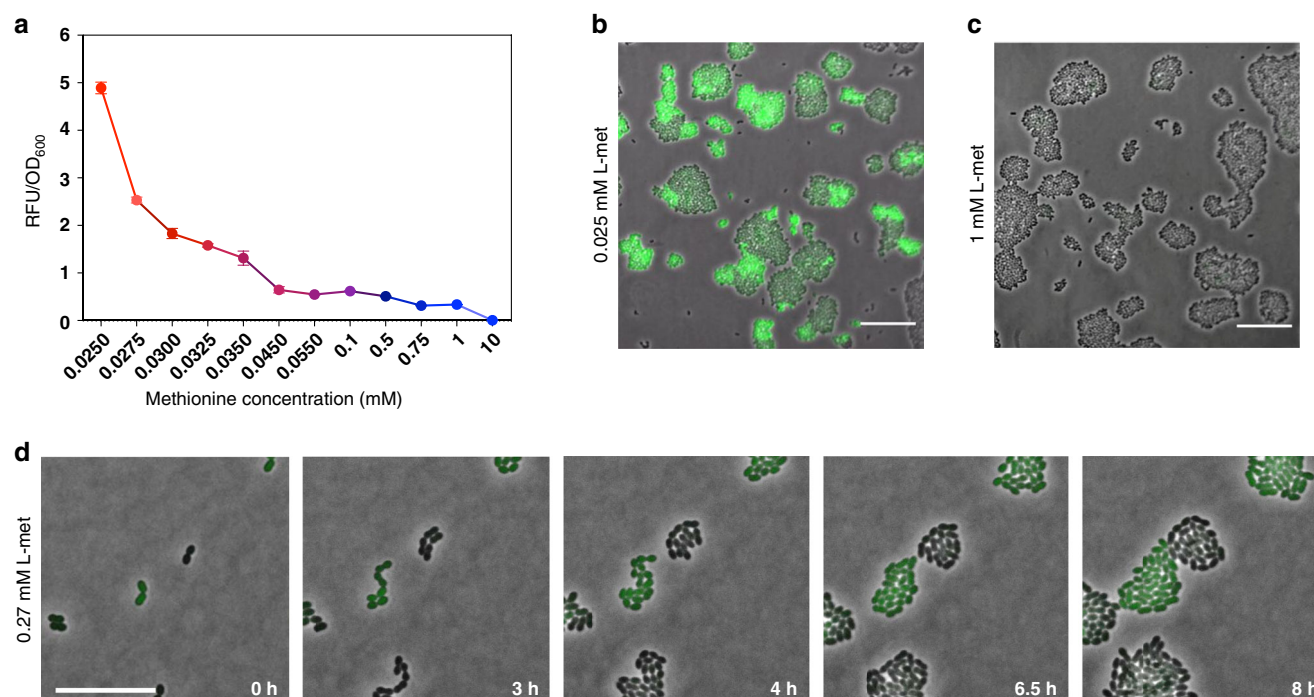 a
6
5
4
3
2
1
0
RFU/OD600
0.0250
0.0275
0.0300
0.0325
0.0350
0.0450
0.0550
0.1
0.5
0.75
1
10
Methionine concentration (mM)
b
0.025 mM L-met
c
1 mM L-met
d
0.27 mM L-met
0 h
3 h
4 h
6.5 h
8 h